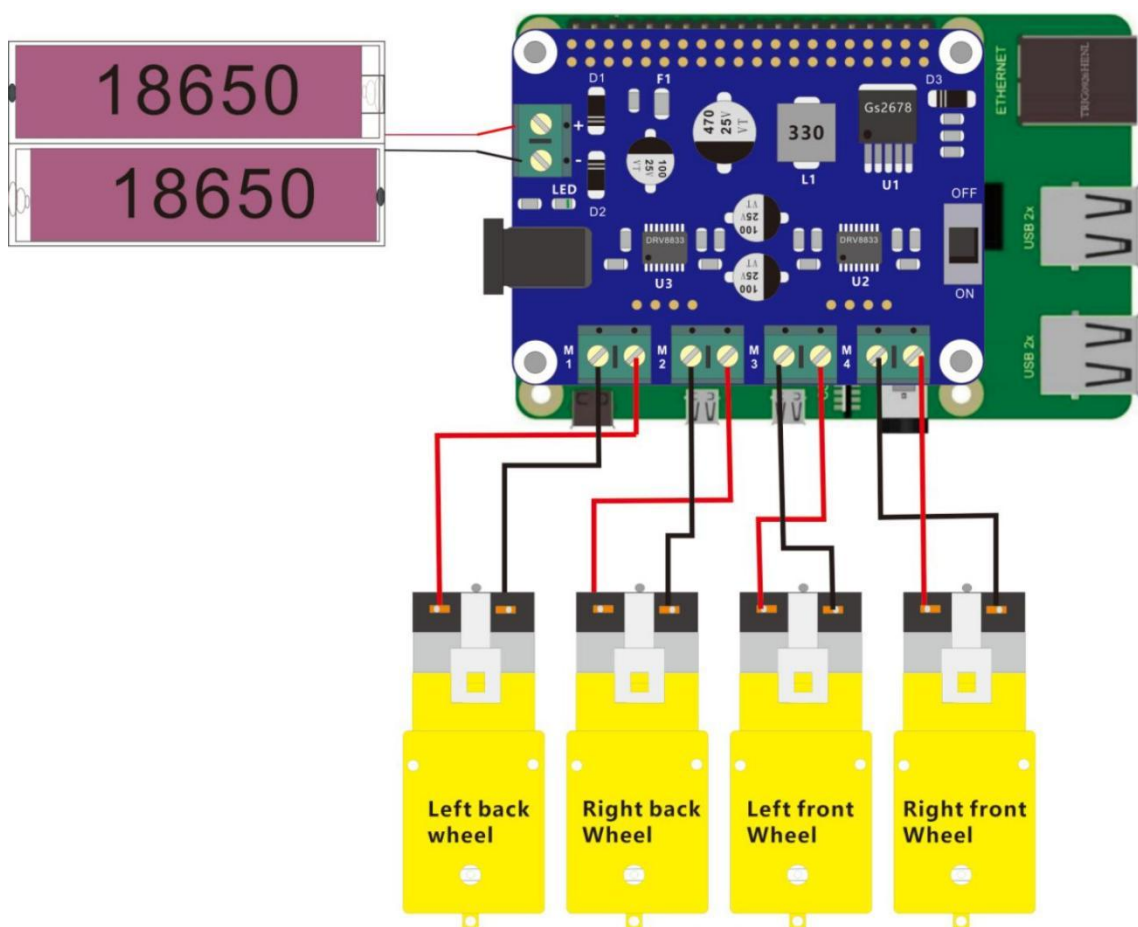 18650
18650
+
-
LED
D1
D2
F1
100
25V
VT
470
25V
VT
330
L1
Gs2678
U1
D3
ETHERNET
TRJG0926HENL
USB 2x
USB 2x
OFF
ON
DRV8833
U3
100
25V
VT
100
25V
VT
DRV8833
U2
M
1
M
2
M
3
M
4
Left back
wheel
Right back
Wheel
Left front
Wheel
Right front
Wheel